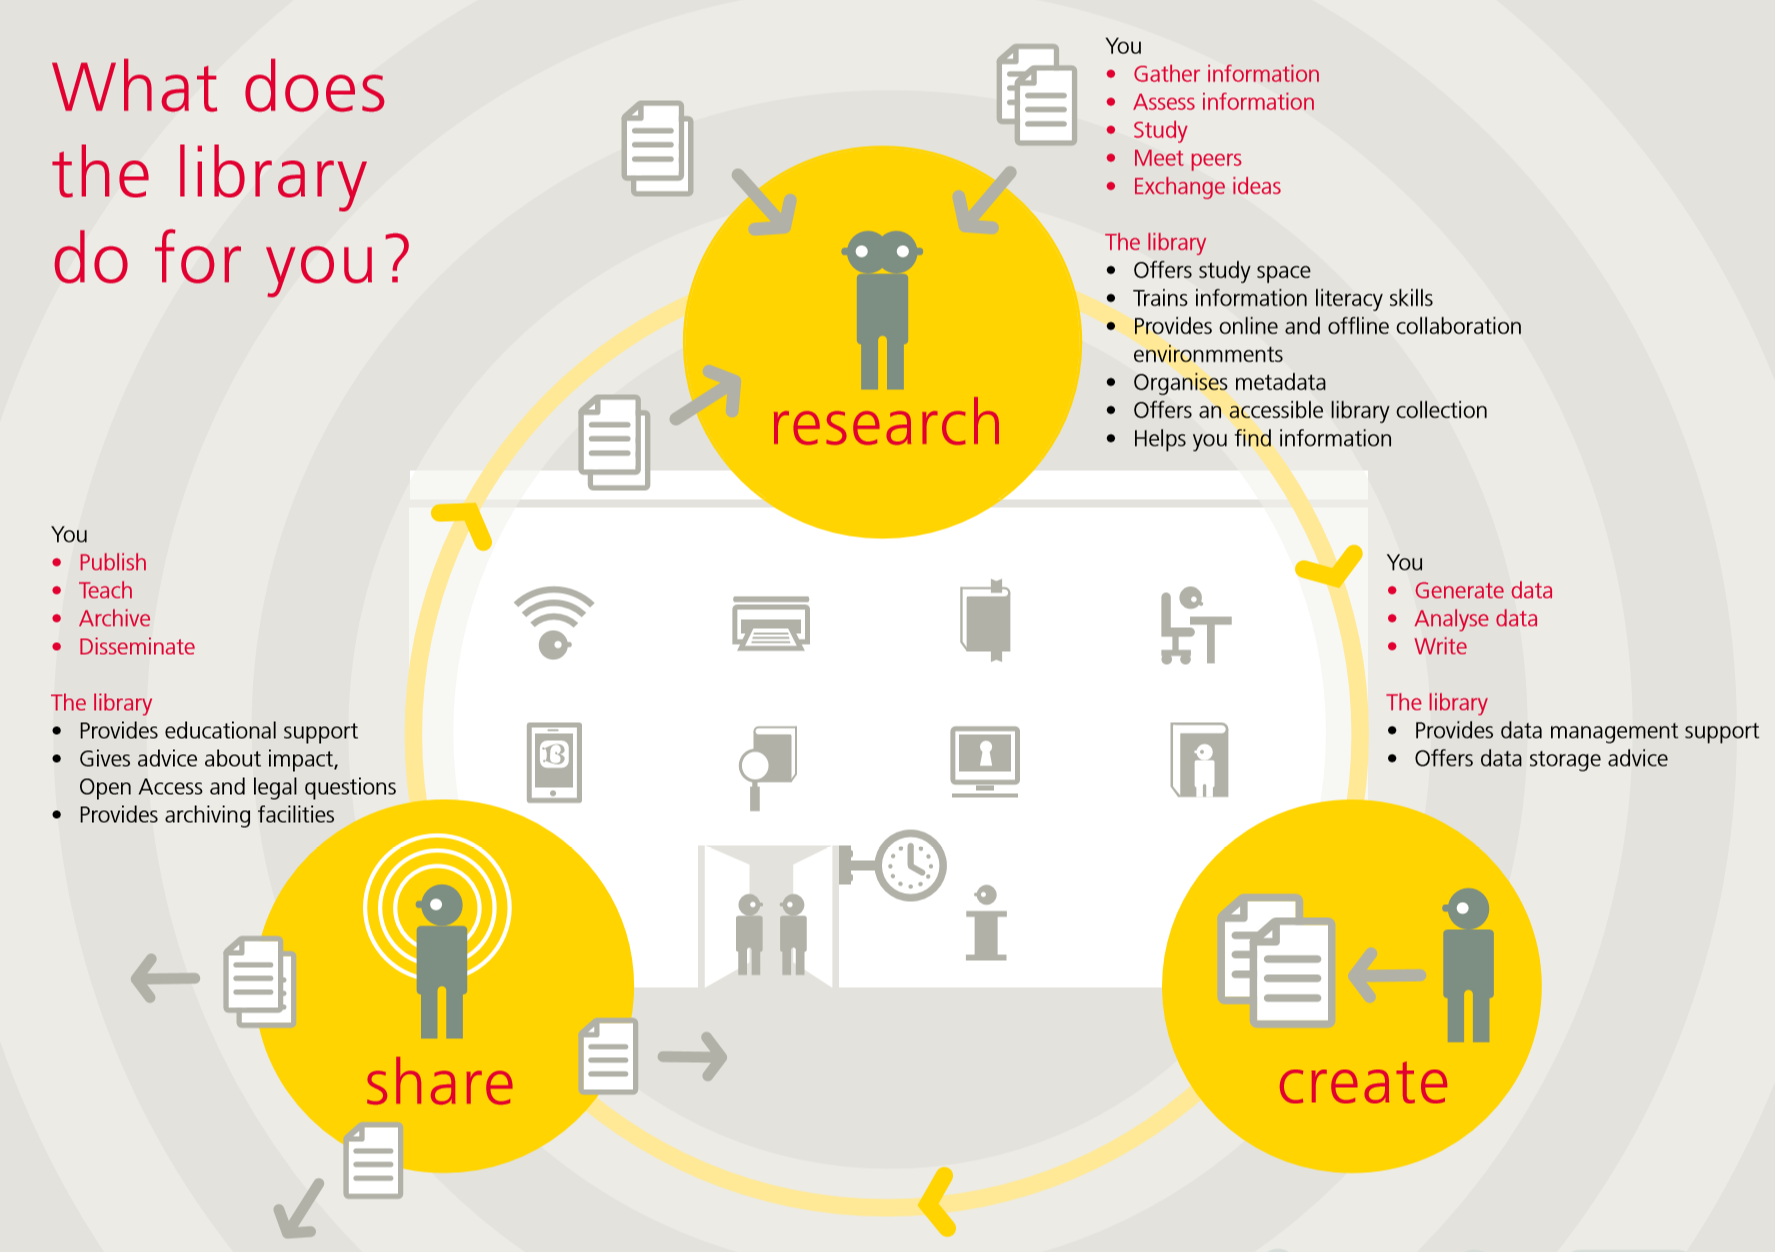 What does
the library
do for you?
You
• Gather information
• Assess information
• Study
• Meet peers
• Exchange ideas
The library
• Offers study space
• Trains information literacy skills
• Provides online and offline collaboration
environmments
• Organises metadata
• Offers an accessible library collection
• Helps you find information
research
You
• Publish
• Teach
• Archive
• Disseminate
The library
• Provides educational support
• Gives advice about impact,
Open Access and legal questions
• Provides archiving facilities
You
• Generate data
• Analyse data
• Write
The library
• Provides data management support
• Offers data storage advice
B
share
create